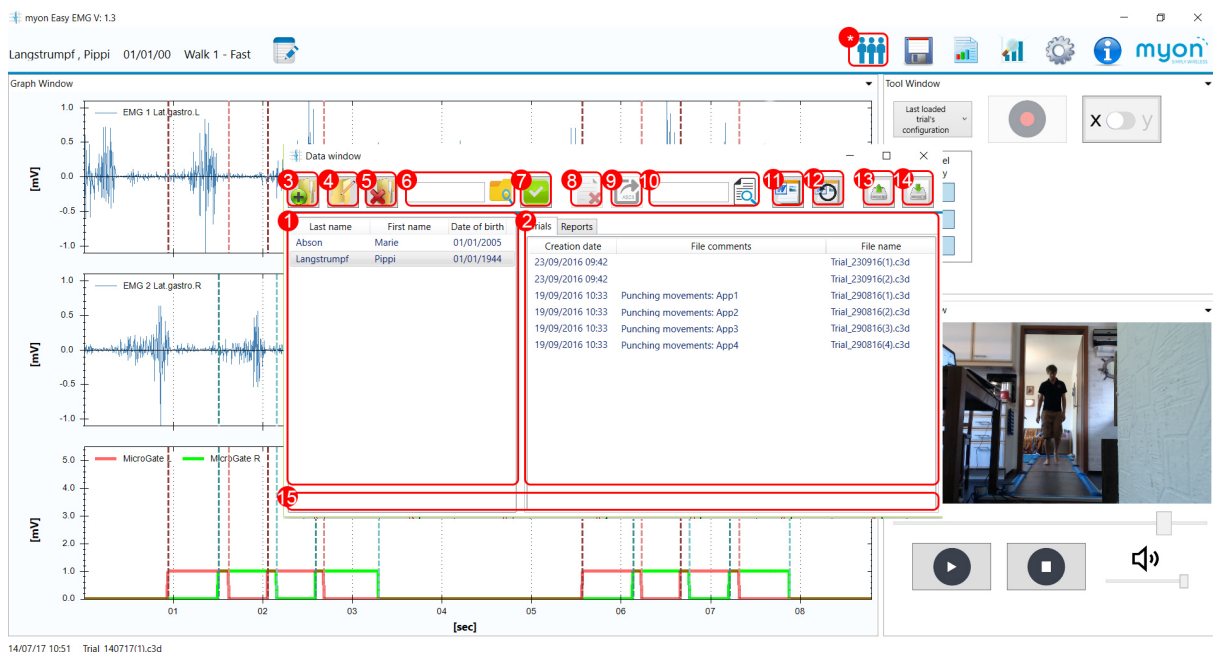 myon Easy EMG V: 1.3
Langstrumpf , Pippi 01/01/00 Walk 1 - Fast
*
myon
SIMPLY WIRELESS
Graph Window
Tool Window
1.0
EMG 1 Lat.gastro.L
0.5
0.0
-0.5
-1.0
[mV]
Last loaded
trial's
configuration
X y
el
y
Data window
3 4 5 6 7 8 9 10 11 12 13 14
ASCII
1 2
Last name First name Date of birth
Abson Marie 01/01/2005
Langstrumpf Pippi 01/01/1944
Trials Reports
Creation date File comments File name
23/09/2016 09:42 Trial_230916(1).c3d
23/09/2016 09:42 Trial_230916(2).c3d
19/09/2016 10:33 Punching movements: App1 Trial_290816(1).c3d
19/09/2016 10:33 Punching movements: App2 Trial_290816(2).c3d
19/09/2016 10:33 Punching movements: App3 Trial_290816(3).c3d
19/09/2016 10:33 Punching movements: App4 Trial_290816(4).c3d
15
1.0
EMG 2 Lat.gastro.R
0.5
0.0
-0.5
-1.0
[mV]
w
5.0
MicroGate L MicroGate R
4.0
3.0
2.0
1.0
0.0
[mV]
01 02 03 04 05 06 07 08
[sec]
14/07/17 10:51 Trial_140717(1).c3d